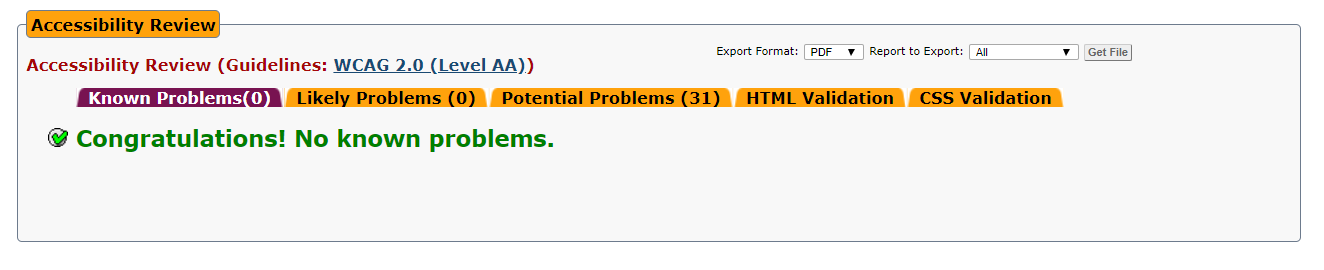 Accessibility Review
Export Format: PDF ▼ Report to Export: All ▼ Get File
Accessibility Review (Guidelines: WCAG 2.0 (Level AA))
Known Problems(0) Likely Problems (0) Potential Problems (31) HTML Validation CSS Validation
Congratulations! No known problems.